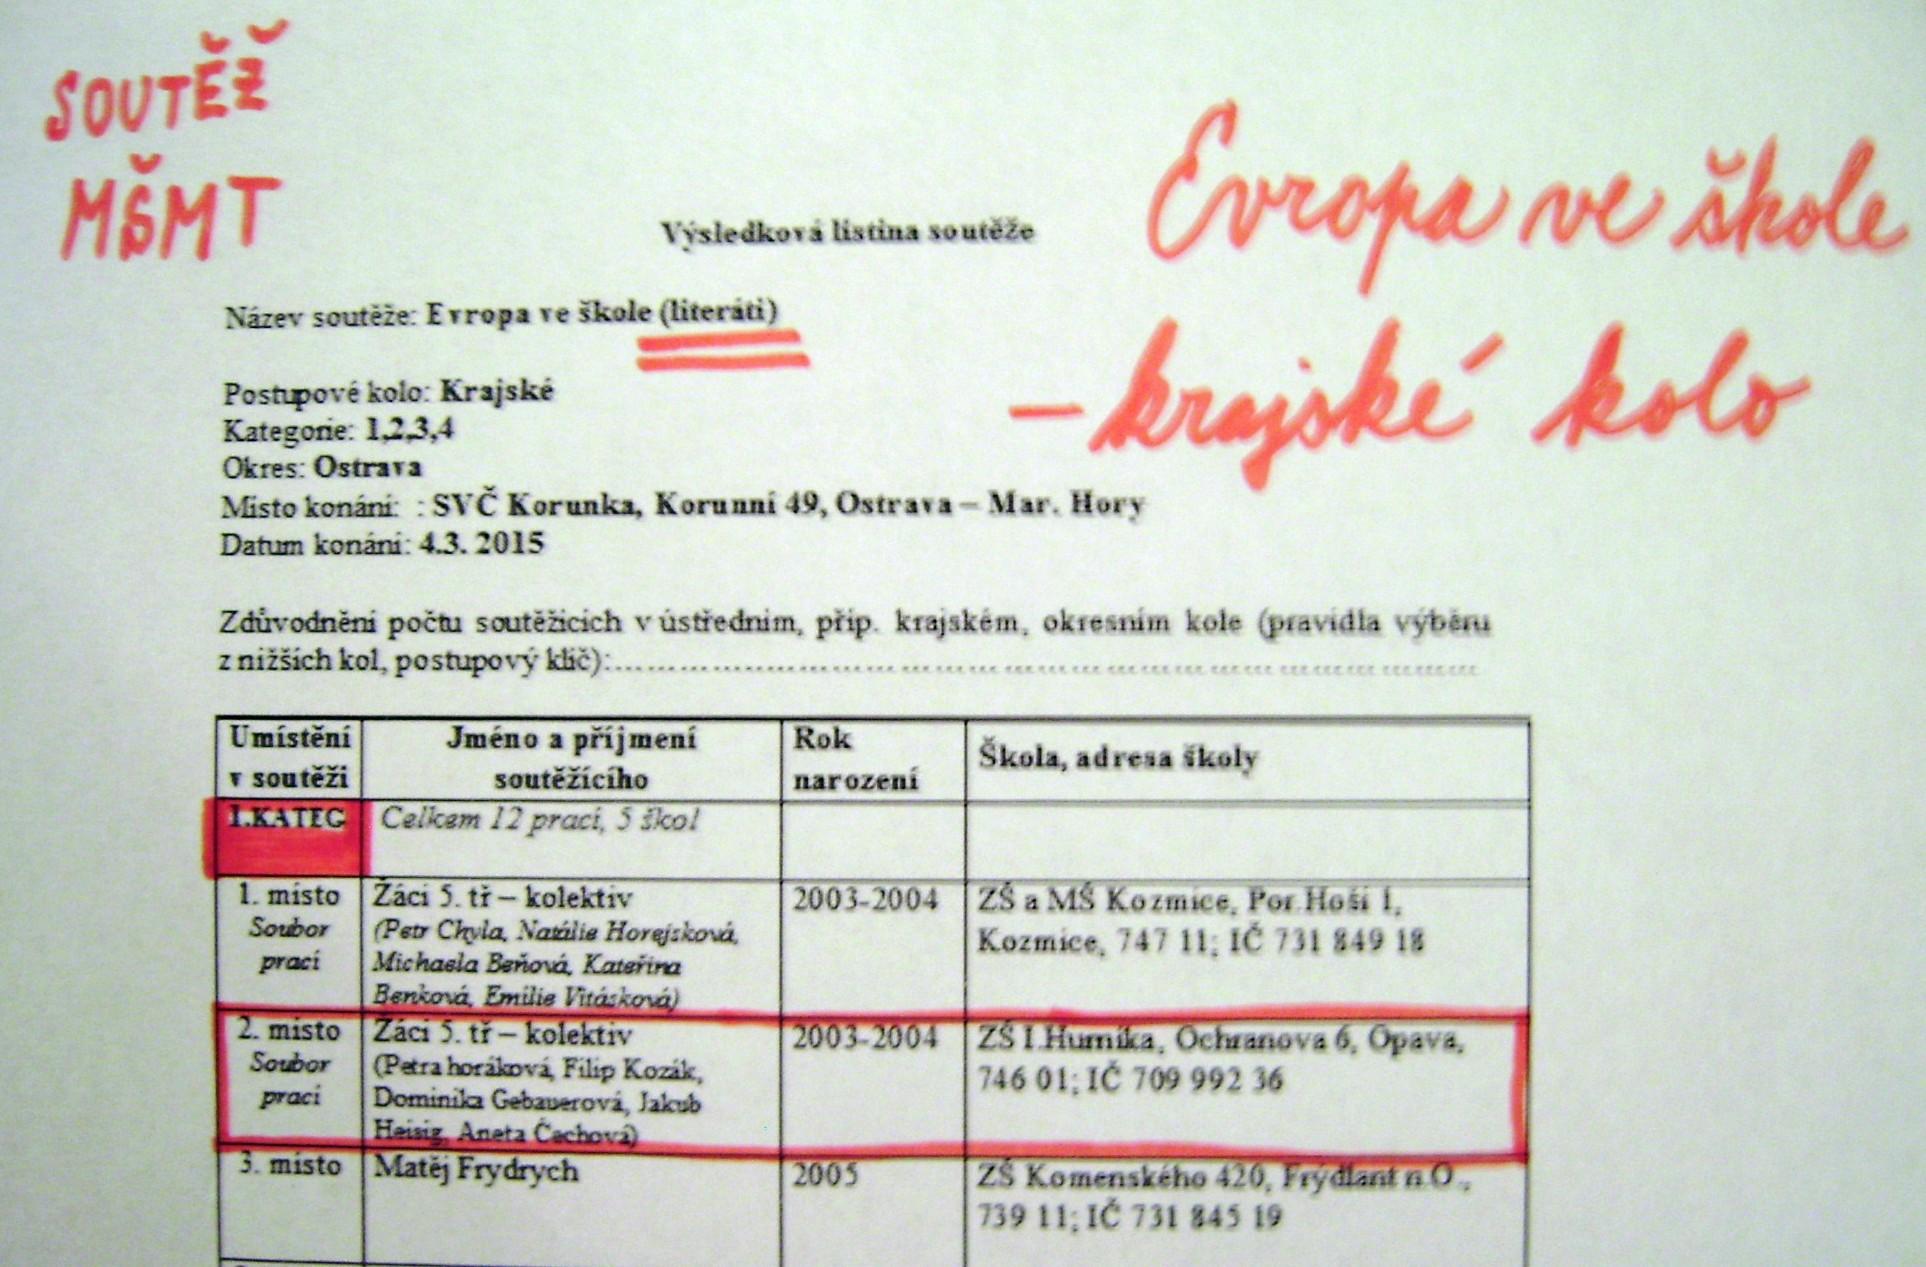 SOUTĚŽ
MŠMT
Evropa ve škole
– krajské kolo
Výsledková listina soutěže
Název soutěže: Evropa ve škole (literáti)
Postupové kolo: Krajské
Kategorie: 1,2,3,4
Okres: Ostrava
Místo konání: : SVČ Korunka, Korunní 49, Ostrava – Mar. Hory
Datum konání: 4.3. 2015
Zdůvodnění počtu soutěžících v ústředním, příp. krajském, okresním kole (pravidla výběru
z nižších kol, postupový klíč):......................................................................
Umístění
v soutěži
Jméno a příjmení
soutěžícího
Rok
narození
Škola, adresa školy
1.KATEG
Celkem 12 prací, 5 škol
1. místo
Soubor
prací
Žáci 5. tř – kolektiv
(Petr Chyla, Natálie Horejsková,
Michaela Beňová, Kateřina
Benková, Emílie Vitásková)
2003-2004
ZŠ a MŠ Kozmice, Por.Hoši 1,
Kozmice, 747 11; IČ 731 849 18
2. místo
Soubor
prací
Žáci 5. tř – kolektiv
(Petra horáková, Filip Kozák,
Dominika Gebauerová, Jakub
Heisig, Aneta Čechová)
2003-2004
ZŠ I.Hurníka, Ochranova 6, Opava,
746 01; IČ 709 992 36
3. místo
Matěj Frydrych
2005
ZŠ Komenského 420, Frýdlant n.O.,
739 11; IČ 731 845 19